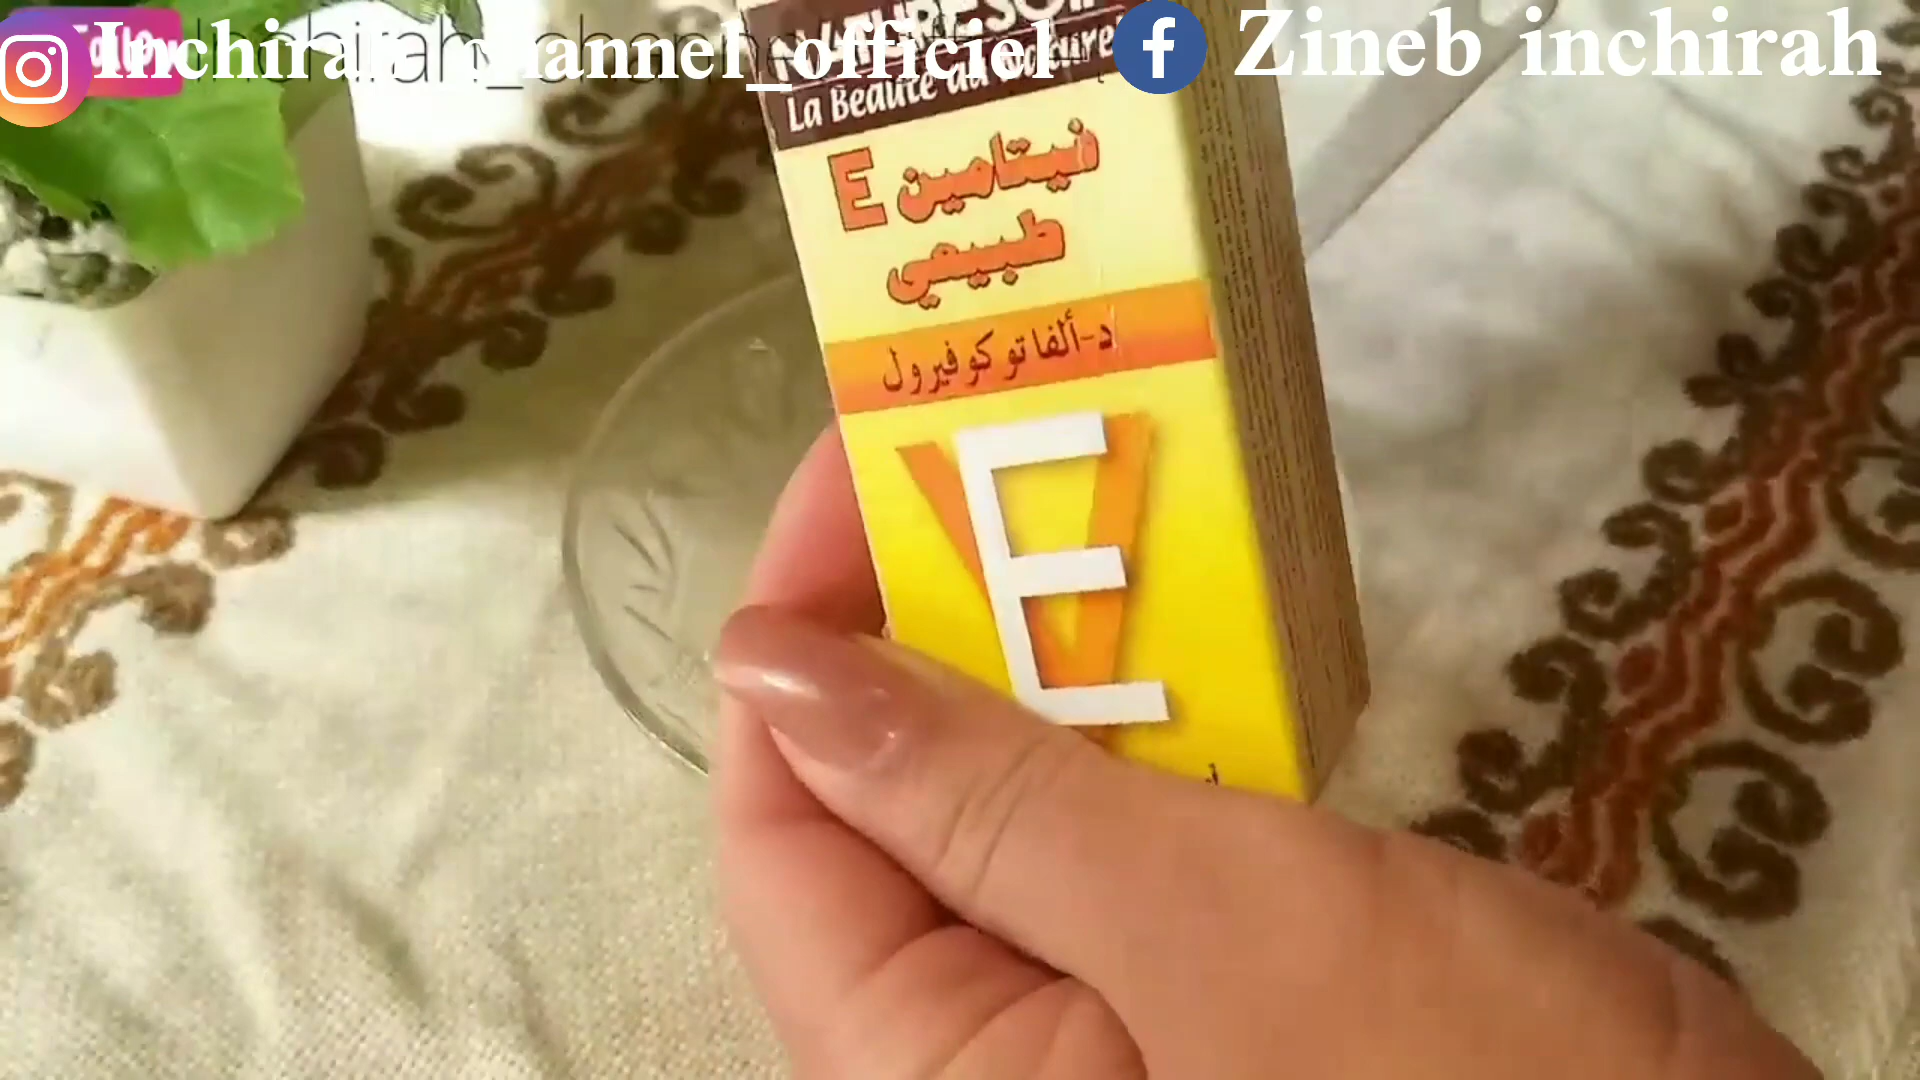 Inchirah_channel_officiel
Zineb inchirah
La Beauté au Naturel
فيتامين E
طبيعي
د-ألفا توكوفيرول
E